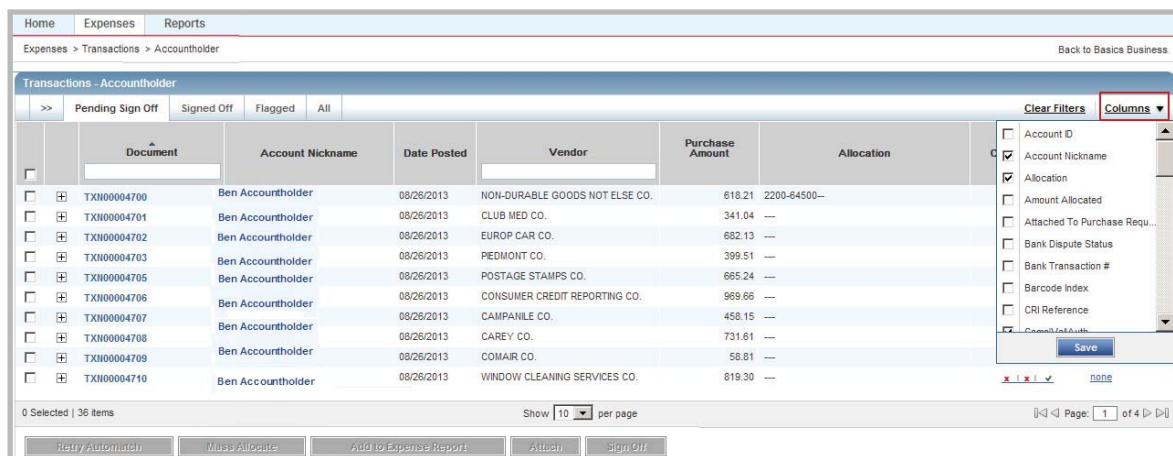 Home Expenses Reports
Expenses > Transactions > Accountholder Back to Basics Business
Transactions - Accountholder
>> Pending Sign Off Signed Off Flagged All Clear Filters Columns ▼
Document Account Nickname Date Posted Vendor Purchase Amount Allocation
TXN00004700 Ben Accountholder 08/26/2013 NON-DURABLE GOODS NOT ELSE CO. 618.21 2200-64500--
TXN00004701 Ben Accountholder 08/26/2013 CLUB MED CO. 341.04 ---
TXN00004702 Ben Accountholder 08/26/2013 EUROP CAR CO. 682.13 ---
TXN00004703 Ben Accountholder 08/26/2013 PIEDMONT CO. 399.51 ---
TXN00004705 Ben Accountholder 08/26/2013 POSTAGE STAMPS CO. 665.24 ---
TXN00004706 Ben Accountholder 08/26/2013 CONSUMER CREDIT REPORTING CO. 969.66 ---
TXN00004707 Ben Accountholder 08/26/2013 CAMPANILE CO. 458.15 ---
TXN00004708 Ben Accountholder 08/26/2013 CAREY CO. 731.61 ---
TXN00004709 Ben Accountholder 08/26/2013 COMAIR CO. 58.81 ---
TXN00004710 Ben Accountholder 08/26/2013 WINDOW CLEANING SERVICES CO. 819.30 --- x | x | ✓ none
Account ID
Account Nickname
Allocation
Amount Allocated
Attached To Purchase Requ...
Bank Dispute Status
Bank Transaction #
Barcode Index
CRI Reference
Save
0 Selected | 36 items Show 10 per page Page: 1 of 4
Retry Automatch Mass Allocate Add to Expense Report Attach Sign Off